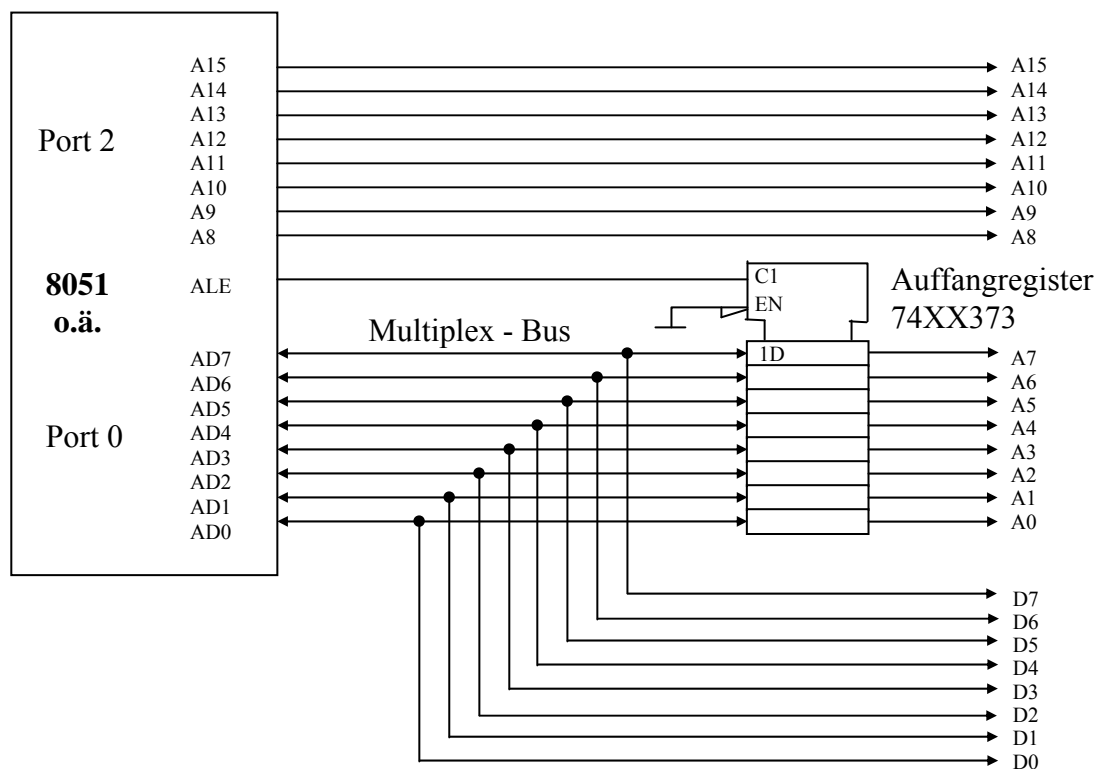 A15
A14
A13
A12
A11
A10
A9
A8
Port 2
A15
A14
A13
A12
A11
A10
A9
A8
8051
o.ä.
ALE
C1
EN
Auffangregister
74XX373
Multiplex - Bus
1D
AD7
AD6
AD5
AD4
AD3
AD2
AD1
AD0
Port 0
A7
A6
A5
A4
A3
A2
A1
A0
D7
D6
D5
D4
D3
D2
D1
D0